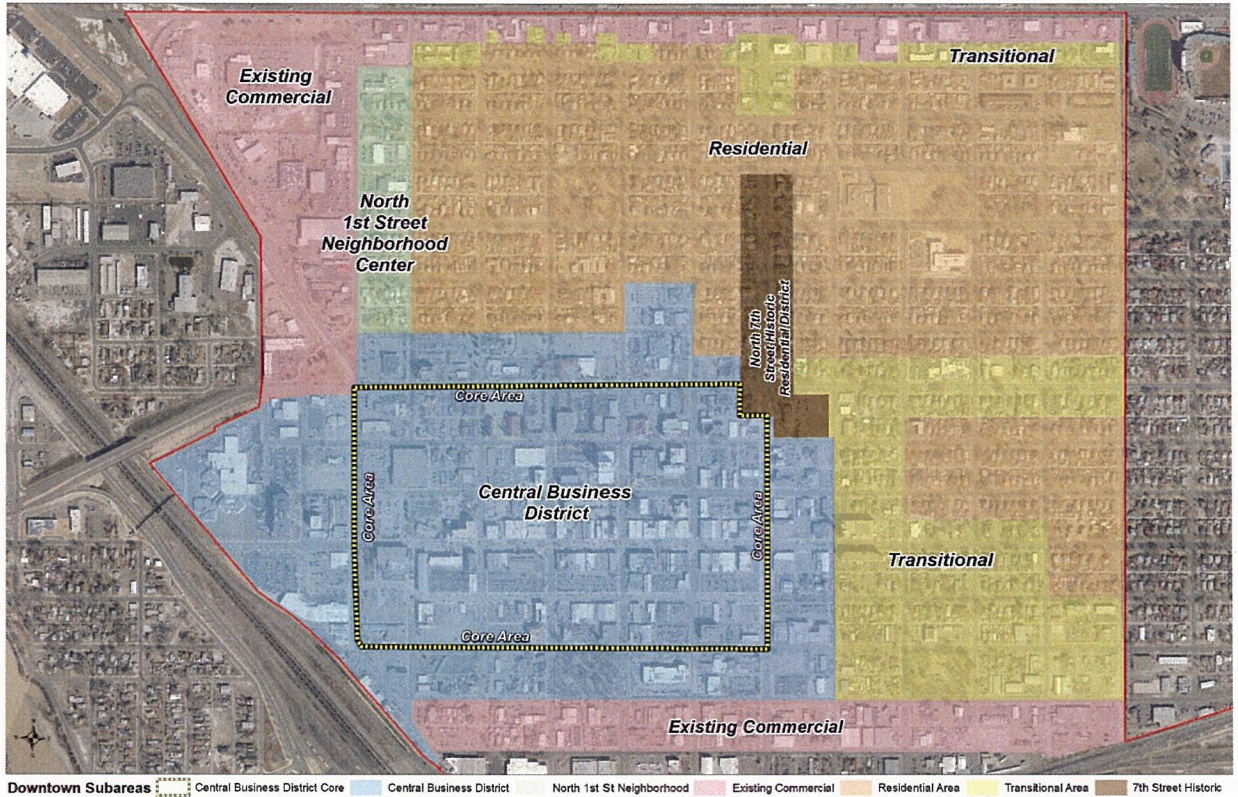 Existing
Commercial
Transitional
Residential
North
1st Street
Neighborhood
Center
North 7th
Street Historic
Residential District
Core Area
Core Area
Central Business
District
Core Area
Transitional
Core Area
Existing Commercial
Downtown Subareas
Central Business District Core
Central Business District
North 1st St Neighborhood
Existing Commercial
Residential Area
Transitional Area
7th Street Historic